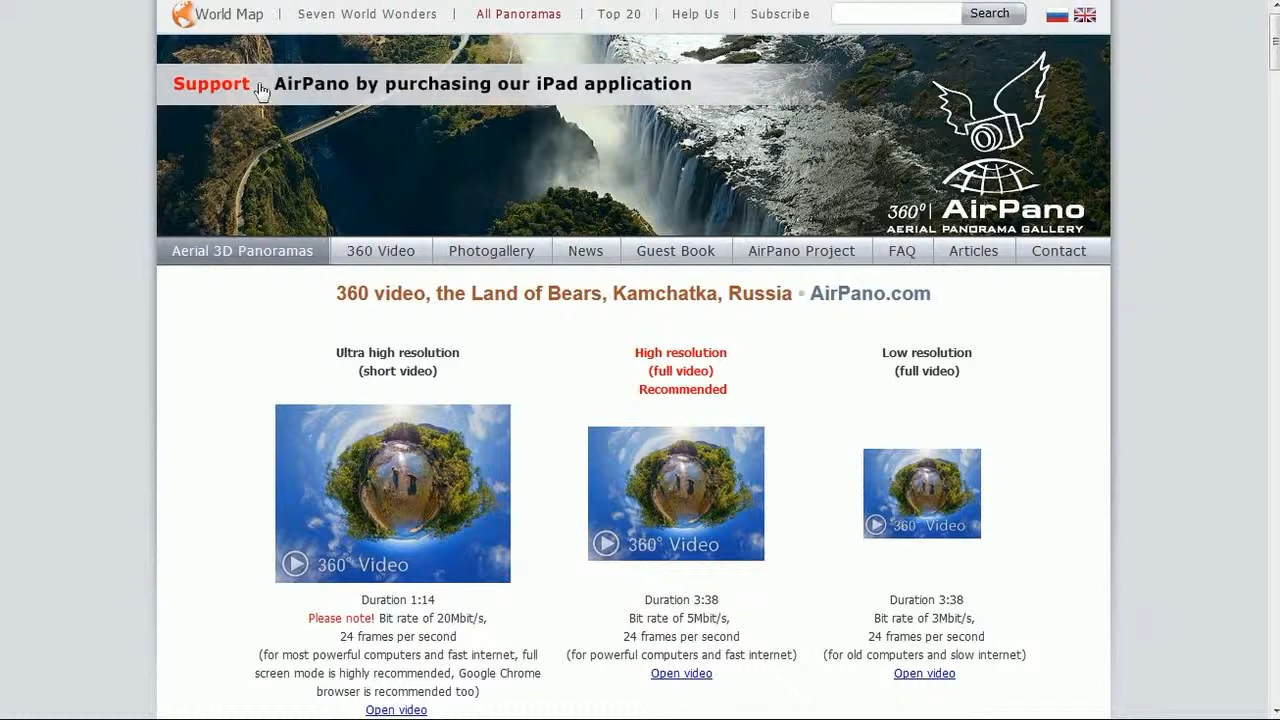 World Map | Seven World Wonders | All Panoramas | Top 20 | Help Us | Subscribe Search
Support AirPano by purchasing our iPad application
360° | AirPano
AERIAL PANORAMA GALLERY
Aerial 3D Panoramas 360 Video Photogallery News Guest Book AirPano Project FAQ Articles Contact
360 video, the Land of Bears, Kamchatka, Russia • AirPano.com
Ultra high resolution
(short video)
360° Video
Duration 1:14
Please note! Bit rate of 20Mbit/s,
24 frames per second
(for most powerful computers and fast internet, full
screen mode is highly recommended, Google Chrome
browser is recommended too)
Open video
High resolution
(full video)
Recommended
360° Video
Duration 3:38
Bit rate of 5Mbit/s,
24 frames per second
(for powerful computers and fast internet)
Open video
Low resolution
(full video)
360° Video
Duration 3:38
Bit rate of 3Mbit/s,
24 frames per second
(for old computers and slow internet)
Open video